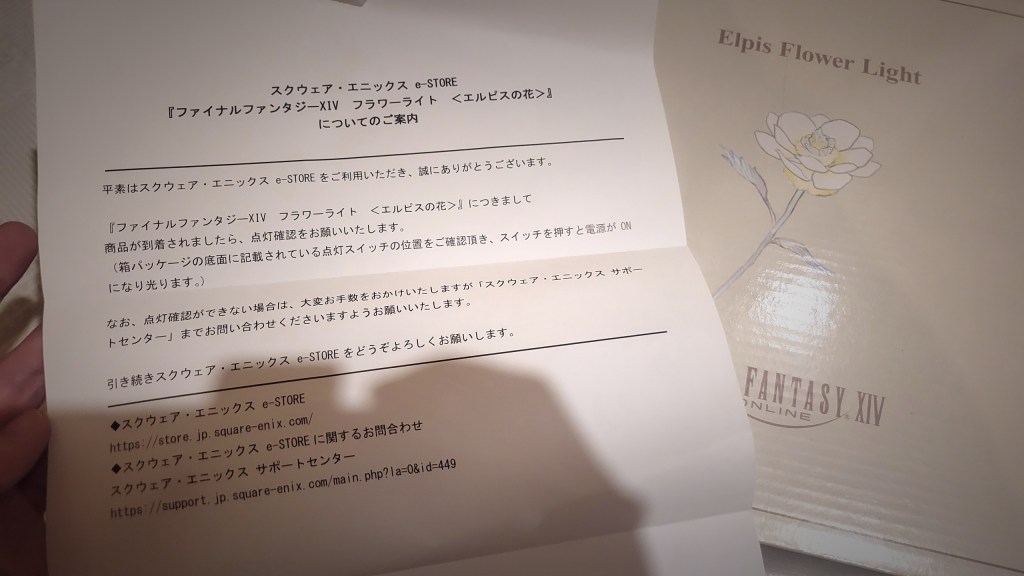 スクウェア・エニックス e-STORE
『ファイナルファンタジーXIV フラワーライト <エルピスの花>』
についてのご案内
平素はスクウェア・エニックス e-STORE をご利用いただき、誠にありがとうございます。
『ファイナルファンタジーXIV フラワーライト <エルピスの花>』につきまして
商品が到着されましたら、点灯確認をお願いいたします。
(箱パッケージの底面に記載されている点灯スイッチの位置をご確認頂き、スイッチを押すと電源が ON
になり光ります。)
なお、点灯確認ができない場合は、大変お手数をおかけいたしますが「スクウェア・エニックス サポー
トセンター」までお問い合わせくださいますようお願いいたします。
引き続きスクウェア・エニックス e-STORE をどうぞよろしくお願いします。
◆スクウェア・エニックス e-STORE
https://store.jp.square-enix.com/
◆スクウェア・エニックス e-STORE に関するお問合わせ
スクウェア・エニックス サポートセンター
https://support.jp.square-enix.com/main.php?la=0&id=449
Elpis Flower Light
FANTASY XIV
ONLINE